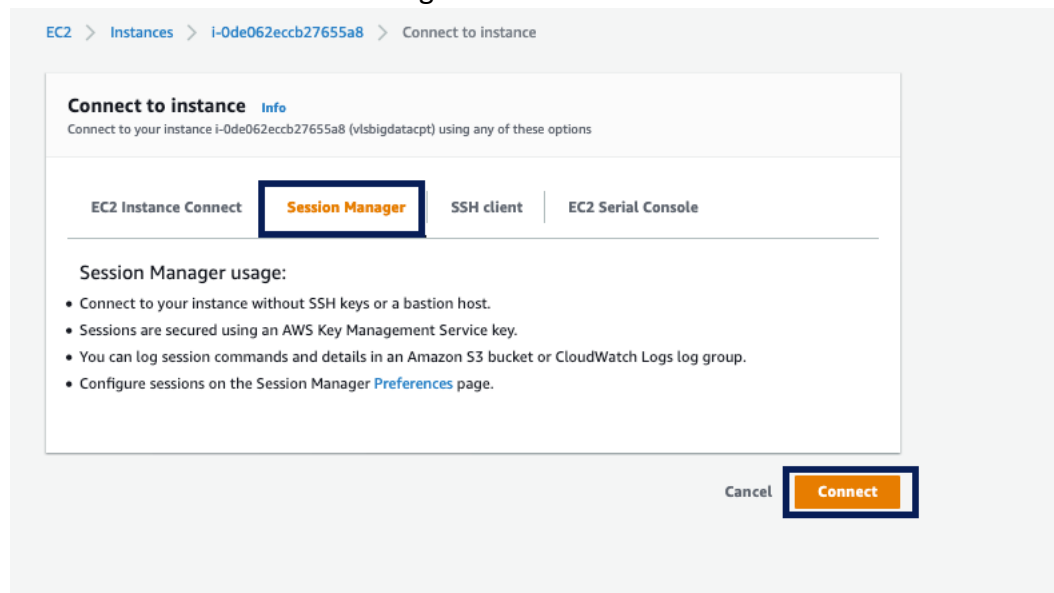 EC2 > Instances > i-0de062eccb27655a8 > Connect to instance
Connect to instance Info
Connect to your instance i-0de062eccb27655a8 (vlsbigdatacpt) using any of these options
EC2 Instance Connect Session Manager SSH client EC2 Serial Console
Session Manager usage:
• Connect to your instance without SSH keys or a bastion host.
• Sessions are secured using an AWS Key Management Service key.
• You can log session commands and details in an Amazon S3 bucket or CloudWatch Logs log group.
• Configure sessions on the Session Manager Preferences page.
Cancel Connect